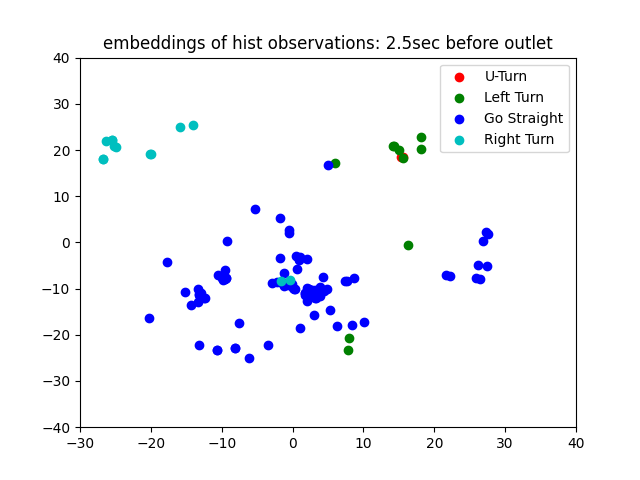 embeddings of hist observations: 2.5sec before outlet
U-Turn
Left Turn
Go Straight
Right Turn
40
30
20
10
0
−10
−20
−30
−40
−30 −20 −10 0 10 20 30 40